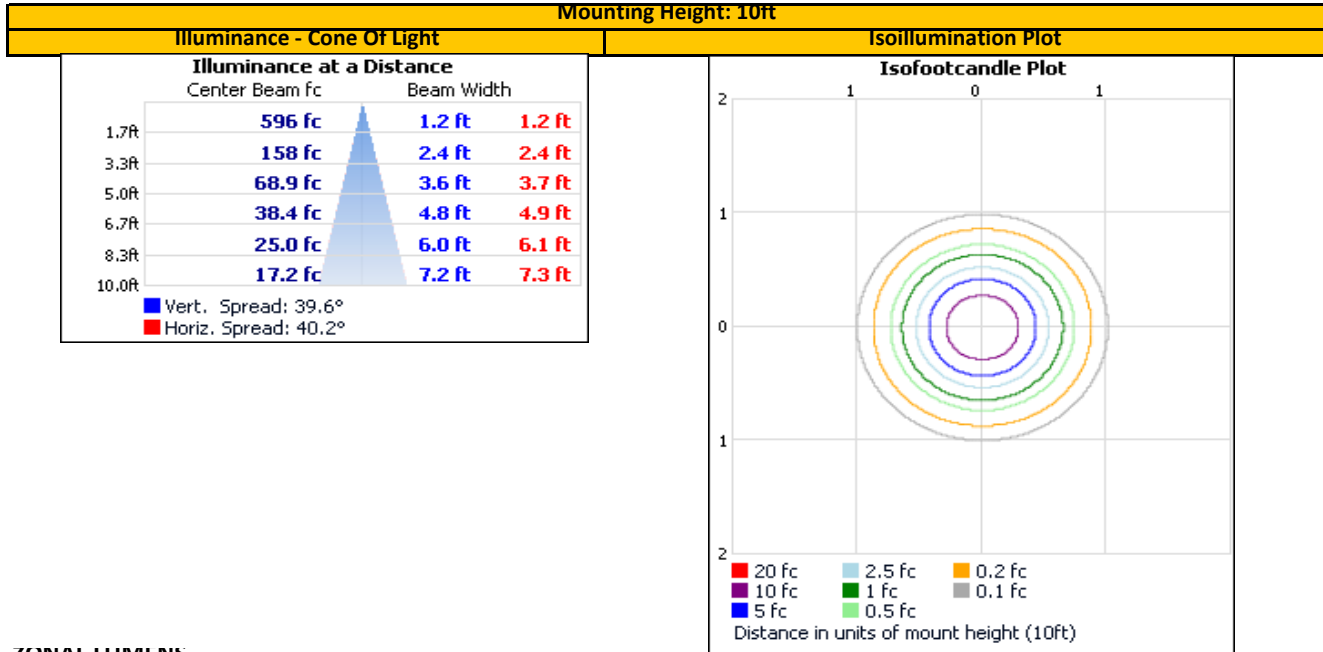 Mounting Height: 10ft
Illuminance - Cone Of Light
Isoillumination Plot
Illuminance at a Distance
Center Beam fc Beam Width
1.7ft 596 fc 1.2 ft 1.2 ft
3.3ft 158 fc 2.4 ft 2.4 ft
5.0ft 68.9 fc 3.6 ft 3.7 ft
6.7ft 38.4 fc 4.8 ft 4.9 ft
8.3ft 25.0 fc 6.0 ft 6.1 ft
10.0ft 17.2 fc 7.2 ft 7.3 ft
Vert. Spread: 39.6°
Horiz. Spread: 40.2°
Isofootcandle Plot
1 0 1
2
1
0
1
2
20 fc 2.5 fc 0.2 fc
10 fc 1 fc 0.1 fc
5 fc 0.5 fc
Distance in units of mount height (10ft)